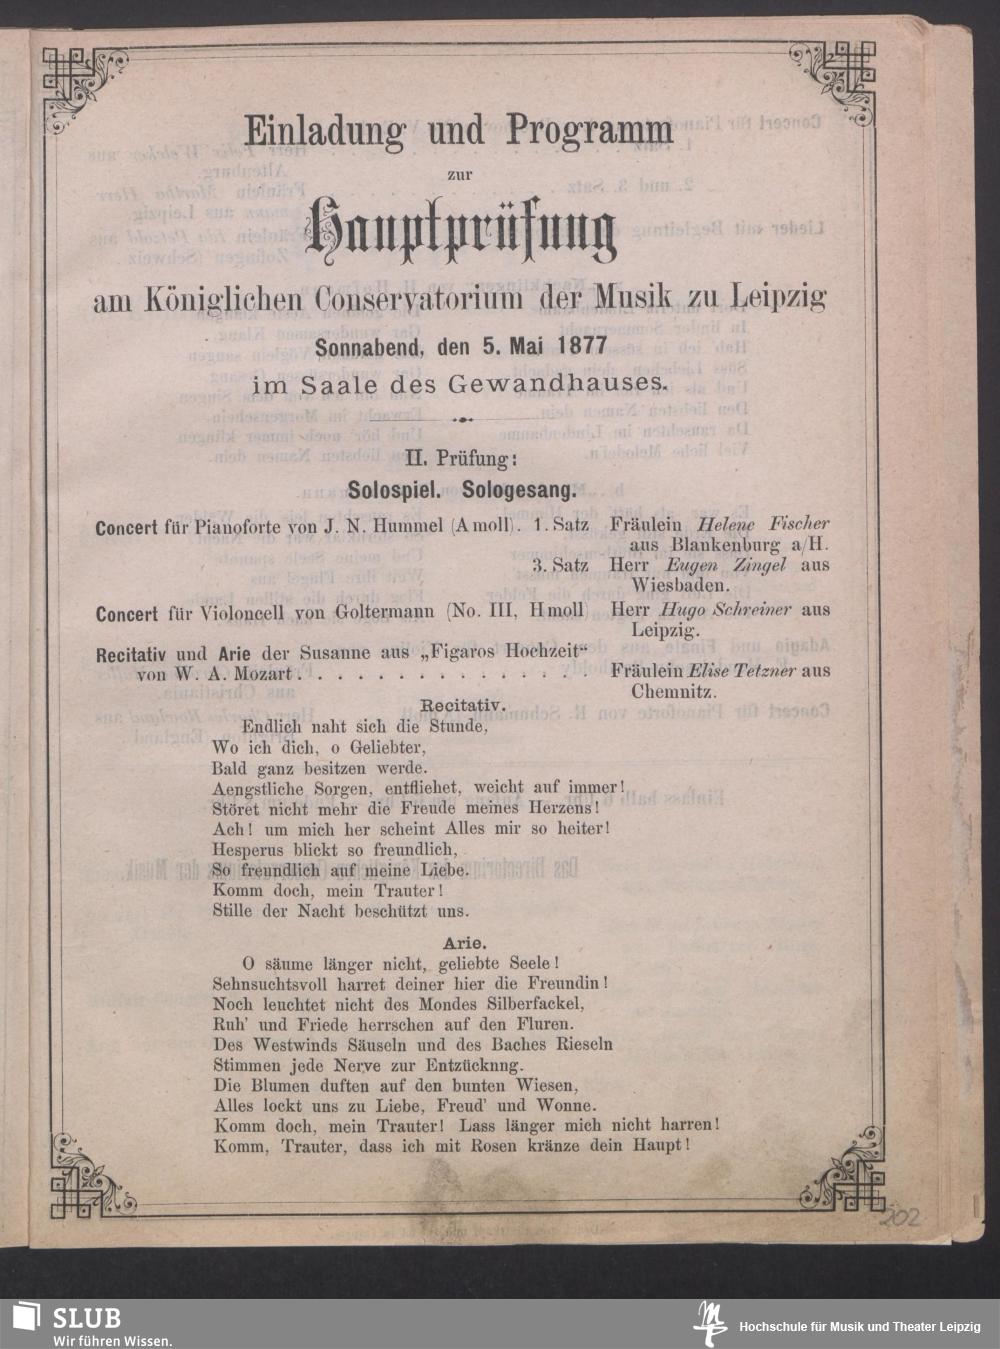 Einladung und Programm
zur
Hauptprüfung
am Königlichen Conservatorium der Musik zu Leipzig
Sonnabend, den 5. Mai 1877
im Saale des Gewandhauses.
II. Prüfung:
Solospiel. Sologesang.
Concert für Pianoforte von J. N. Hummel (Amoll). 1. Satz Fräulein Helene Fischer
aus Blankenburg a/H.
3. Satz Herr Eugen Zingel aus
Wiesbaden.
Concert für Violoncell von Goltermann (No. III, Hmoll) Herr Hugo Schreiner aus
Leipzig.
Recitativ und Arie der Susanne aus „Figaros Hochzeit“
von W. A. Mozart . . . . . . . . . . . . . . . Fräulein Elise Tetzner aus
Chemnitz.
Recitativ.
Endlich naht sich die Stunde,
Wo ich dich, o Geliebter,
Bald ganz besitzen werde.
Aengstliche Sorgen, entfliehet, weicht auf immer!
Störet nicht mehr die Freude meines Herzens!
Ach! um mich her scheint Alles mir so heiter!
Hesperus blickt so freundlich,
So freundlich auf meine Liebe.
Komm doch, mein Trauter!
Stille der Nacht beschützt uns.
Arie.
O säume länger nicht, geliebte Seele!
Sehnsuchtsvoll harret deiner hier die Freundin!
Noch leuchtet nicht des Mondes Silberfackel,
Ruh' und Friede herrschen auf den Fluren.
Des Westwinds Säuseln und des Baches Rieseln
Stimmen jede Nerve zur Entzücknng.
Die Blumen duften auf den bunten Wiesen,
Alles lockt uns zu Liebe, Freud' und Wonne.
Komm doch, mein Trauter! Lass länger mich nicht harren!
Komm, Trauter, dass ich mit Rosen kränze dein Haupt!
202
SLUB
Wir führen Wissen.
Hochschule für Musik und Theater Leipzig